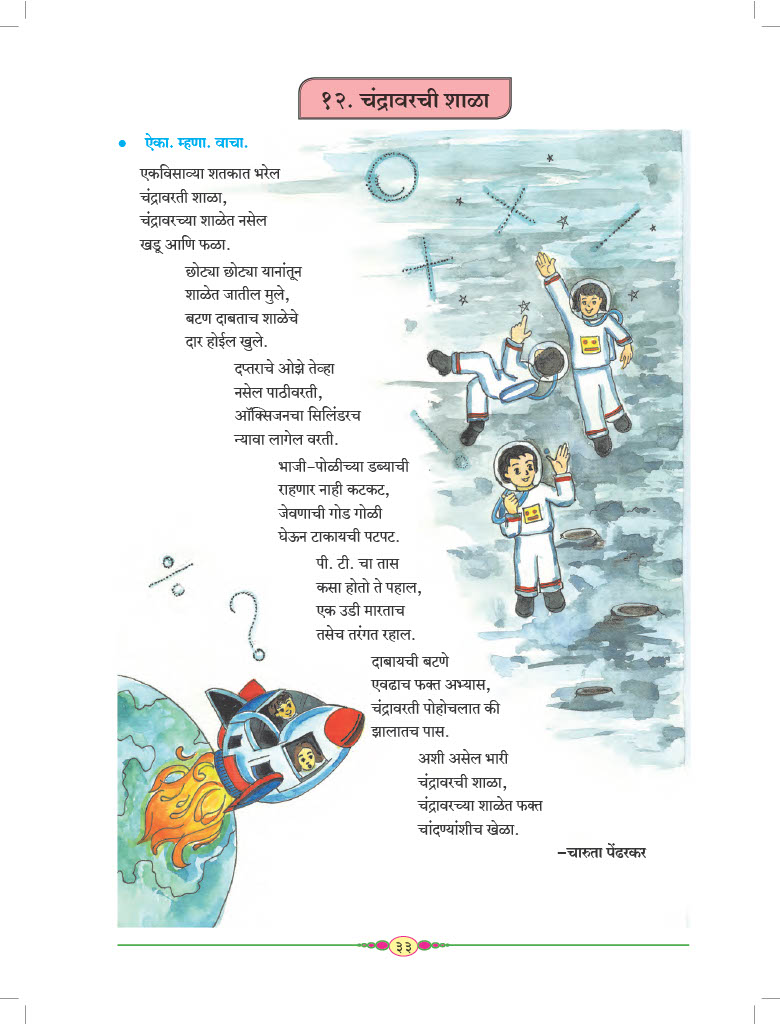 १२. चंद्रावरची शाळा
• ऐका. म्हणा. वाचा.
एकविसाव्या शतकात भरेल
चंद्रावरती शाळा,
चंद्रावरच्या शाळेत नसेल
खडू आणि फळा.
छोट्या छोट्या यानांतून
शाळेत जातील मुले,
बटण दाबताच शाळेचे
दार होईल खुले.
दप्तराचे ओझे तेव्हा
नसेल पाठीवरती,
ऑक्सिजनचा सिलिंडरच
न्यावा लागेल वरती.
भाजी-पोळीच्या डब्याची
राहणार नाही कटकट,
जेवणाची गोड गोळी
घेऊन टाकायची पटपट.
पी. टी. चा तास
कसा होतो ते पहाल,
एक उडी मारताच
तसेच तरंगत रहाल.
दाबायची बटणे
एवढाच फक्त अभ्यास,
चंद्रावरती पोहोचलात की
झालातच पास.
अशी असेल भारी
चंद्रावरची शाळा,
चंद्रावरच्या शाळेत फक्त
चांदण्यांशीच खेळा.
–चारुता पेंढरकर
३३